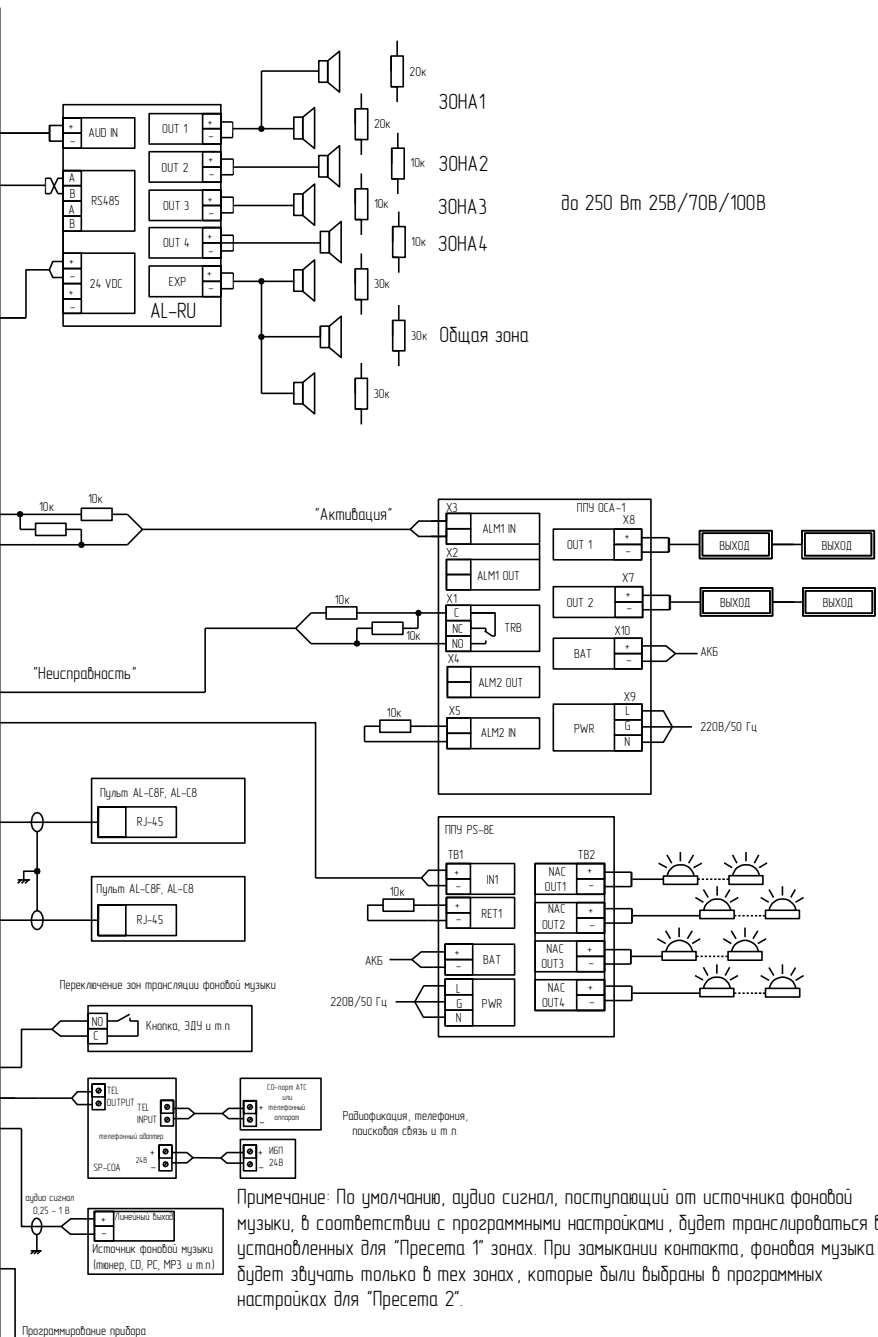 20к
ЗОНА1
AUD IN
+
-
OUT 1
+
-
20к
OUT 2
+
-
10к
ЗОНА2
A
B
A
B
RS485
OUT 3
+
-
10к
ЗОНА3
до 250 Вт 25В/70В/100В
OUT 4
+
-
10к
ЗОНА4
+
-
+
-
24 VDC
EXP
+
-
30к
AL-RU
30к
Общая зона
30к
10к
10к
"Активация"
X3
ALM1 IN
ППУ ОСА-1
X8
OUT 1
+
-
ВЫХОД
ВЫХОД
X2
ALM1 OUT
X7
OUT 2
+
-
ВЫХОД
ВЫХОД
10к
10к
X1
C
NC
NO
TRB
X10
BAT
+
-
АКБ
"Неисправность"
X4
ALM2 OUT
X9
PWR
L
G
N
220В/50 Гц
10к
X5
ALM2 IN
Пульт AL-C8F, AL-C8
RJ-45
Пульт AL-C8F, AL-C8
RJ-45
ППУ PS-8E
TB1
TB2
+
-
IN1
NAC
OUT1
+
-
10к
+
-
RET1
NAC
OUT2
+
-
АКБ
+
-
BAT
NAC
OUT3
+
-
220В/50 Гц
L
G
N
PWR
NAC
OUT4
+
-
Переключение зон трансляции фоновой музыки
NO
C
Кнопка, ЭДУ и т.п.
TEL
OUTPUT
TEL
INPUT
телефонный адаптер
24В
+
-
SP-COA
CO-порт АТС
или
телефонный
аппарат
+
-
+
-
ИБП
24В
Радиофикация, телефония,
поисковая связь и т.п.
аудио сигнал
0,25 - 1 В
+
-
Линейный выход
Источник фоновой музыки
(тюнер, CD, PC, MP3 и т.п.)
Примечание: По умолчанию, аудио сигнал, поступающий от источника фоновой
музыки, в соответствии с программными настройками, будет транслироваться в
установленных для "Пресета 1" зонах. При замыкании контакта, фоновая музыка
будет звучать только в тех зонах, которые были выбраны в программных
настройках для "Пресета 2".
Программирование прибора